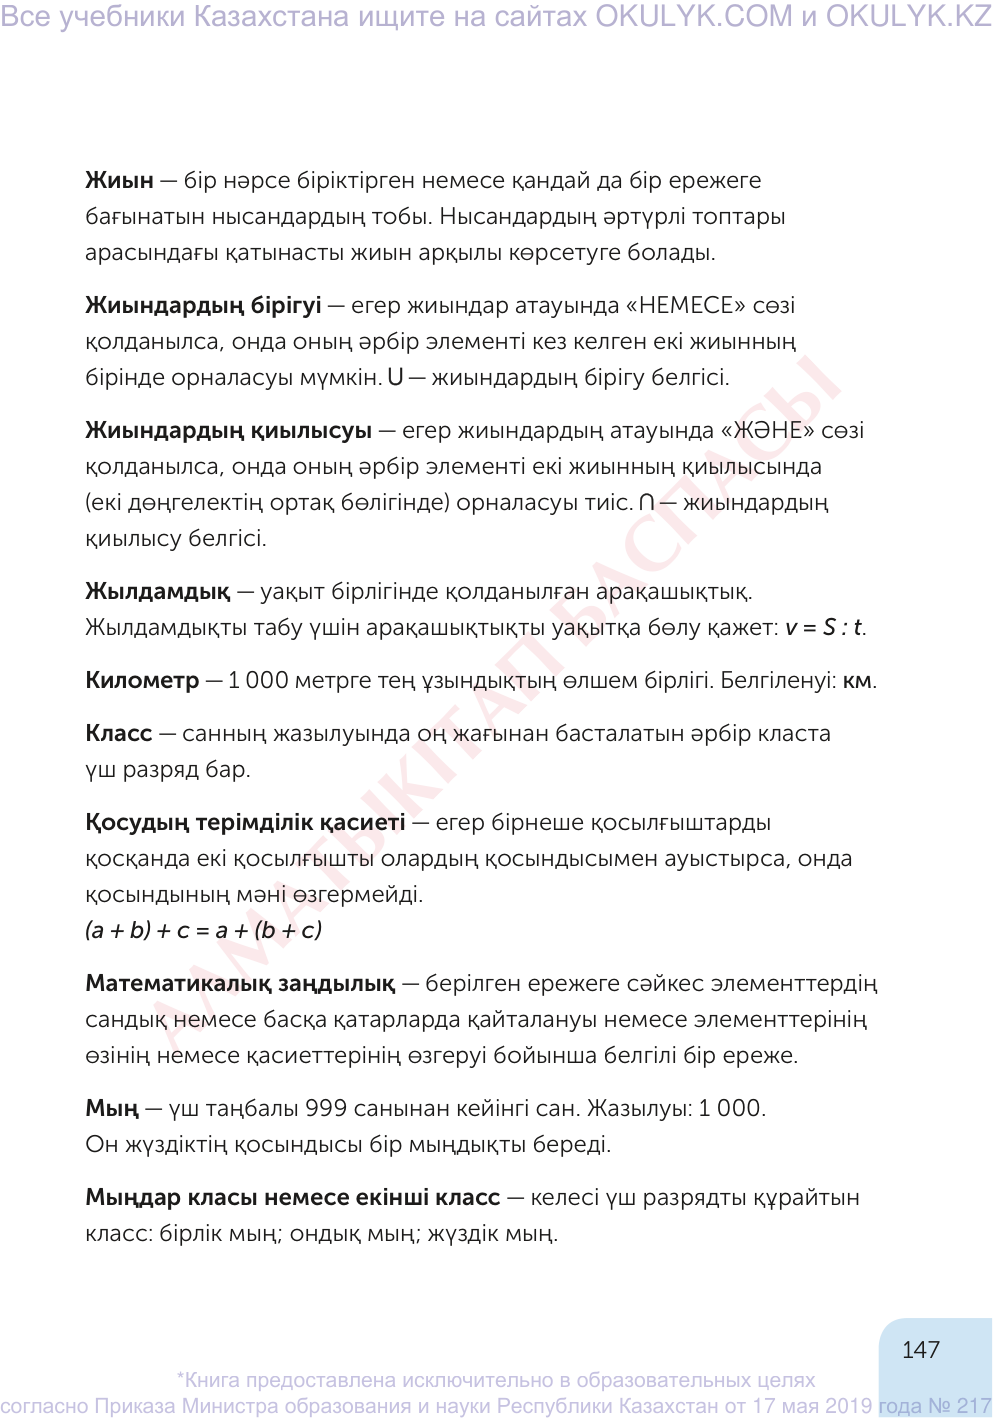 Все учебники Казахстана ищите на сайтах OKULYK.COM и OKULYK.KZ
Жиын — бір нәрсе біріктірген немесе қандай да бір ережеге
бағынатын нысандардың тобы. Нысандардың әртүрлі топтары
арасындағы қатынасты жиын арқылы көрсетуге болады.
Жиындардың бірігуі — егер жиындар атауында «НЕМЕСЕ» сөзі
қолданылса, онда оның әрбір элементі кез келген екі жиынның
бірінде орналасуы мүмкін. ∪ — жиындардың бірігу белгісі.
Жиындардың қиылысуы — егер жиындардың атауында «ЖӘНЕ» сөзі
қолданылса, онда оның әрбір элементі екі жиынның қиылысында
(екі дөңгелектің ортақ бөлігінде) орналасуы тиіс. ∩ — жиындардың
қиылысу белгісі.
Жылдамдық — уақыт бірлігінде қолданылған арақашықтық.
Жылдамдықты табу үшін арақашықтықты уақытқа бөлу қажет: v = S : t.
Километр — 1 000 метрге тең ұзындықтың өлшем бірлігі. Белгіленуі: км.
Класс — санның жазылуында оң жағынан басталатын әрбір класта
үш разряд бар.
Қосудың терімділік қасиеті — егер бірнеше қосылғыштарды
қосқанда екі қосылғышты олардың қосындысымен ауыстырса, онда
қосындының мәні өзгермейді.
(a + b) + c = a + (b + c)
Математикалық заңдылық — берілген ережеге сәйкес элементтердің
сандық немесе басқа қатарларда қайталануы немесе элементтерінің
өзінің немесе қасиеттерінің өзгеруі бойынша белгілі бір ереже.
Мың — үш таңбалы 999 санынан кейінгі сан. Жазылуы: 1 000.
Он жүздіктің қосындысы бір мыңдықты береді.
Мыңдар класы немесе екінші класс — келесі үш разрядты құрайтын
класс: бірлік мың; ондық мың; жүздік мың.
АЛМАТЫКІТАП БАСПАСЫ
147
*Книга предоставлена исключительно в образовательных целях
согласно Приказа Министра образования и науки Республики Казахстан от 17 мая 2019 года № 217